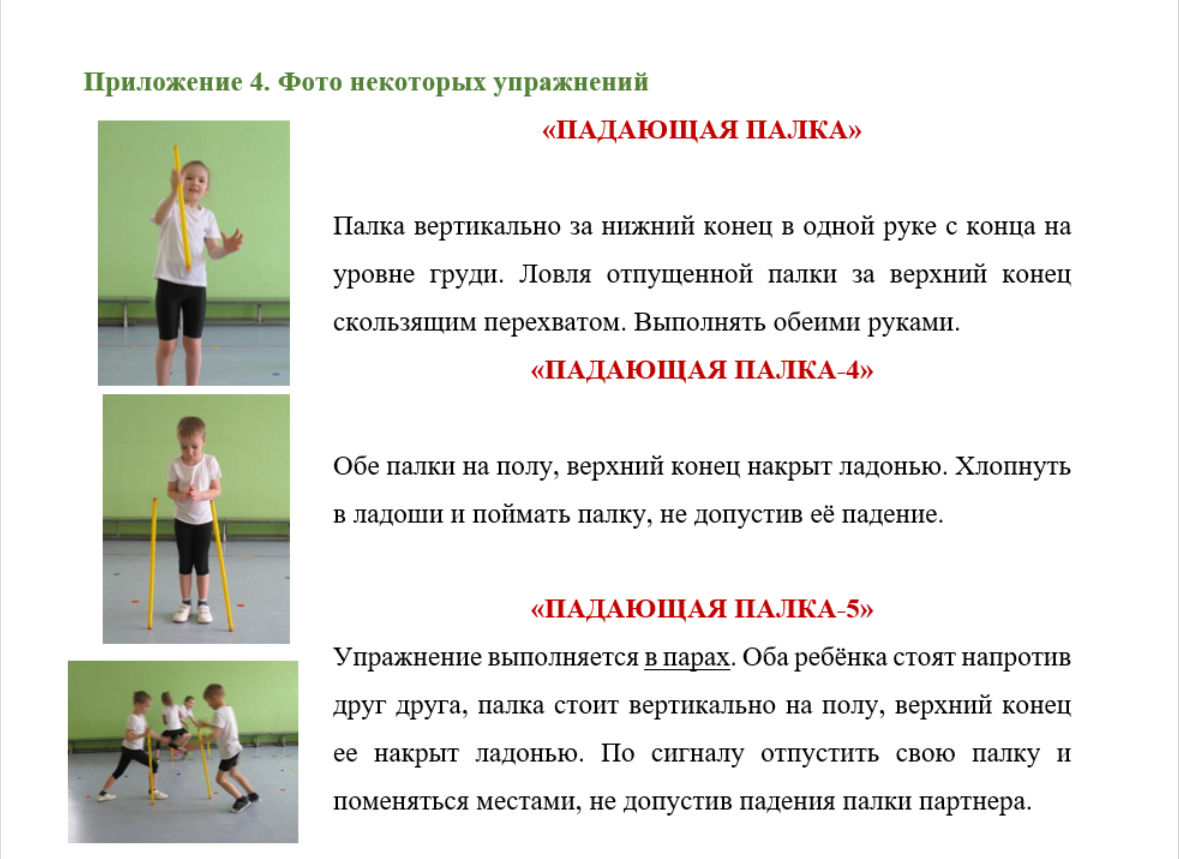 Приложение 4. Фото некоторых упражнений
«ПАДАЮЩАЯ ПАЛКА»
Палка вертикально за нижний конец в одной руке с конца на
уровне груди. Ловля отпущенной палки за верхний конец
скользящим перехватом. Выполнять обеими руками.
«ПАДАЮЩАЯ ПАЛКА-4»
Обе палки на полу, верхний конец накрыт ладонью. Хлопнуть
в ладоши и поймать палку, не допустив её падение.
«ПАДАЮЩАЯ ПАЛКА-5»
Упражнение выполняется в парах. Оба ребёнка стоят напротив
друг друга, палка стоит вертикально на полу, верхний конец
ее накрыт ладонью. По сигналу отпустить свою палку и
поменяться местами, не допустив падения палки партнера.